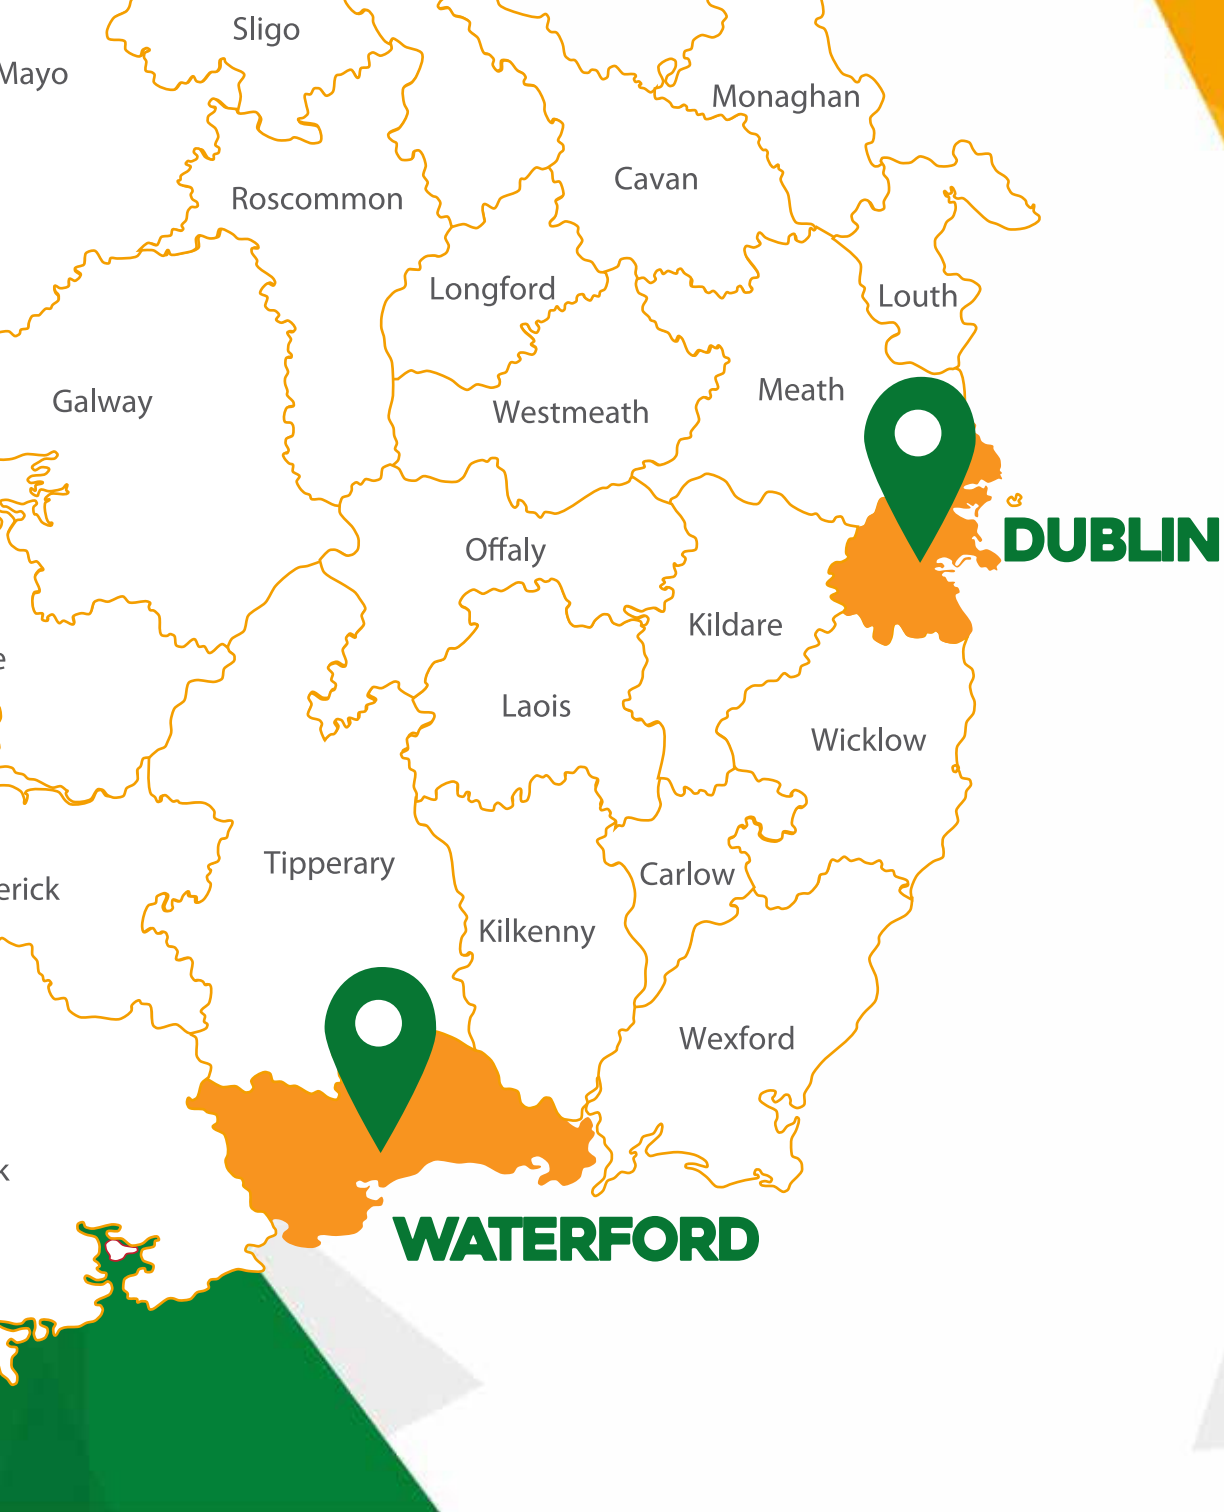 Sligo
Mayo
Monaghan
Cavan
Roscommon
Longford
Louth
Meath
Galway
Westmeath
DUBLIN
Offaly
Kildare
e
Laois
Wicklow
Tipperary
Carlow
erick
Kilkenny
Wexford
k
WATERFORD